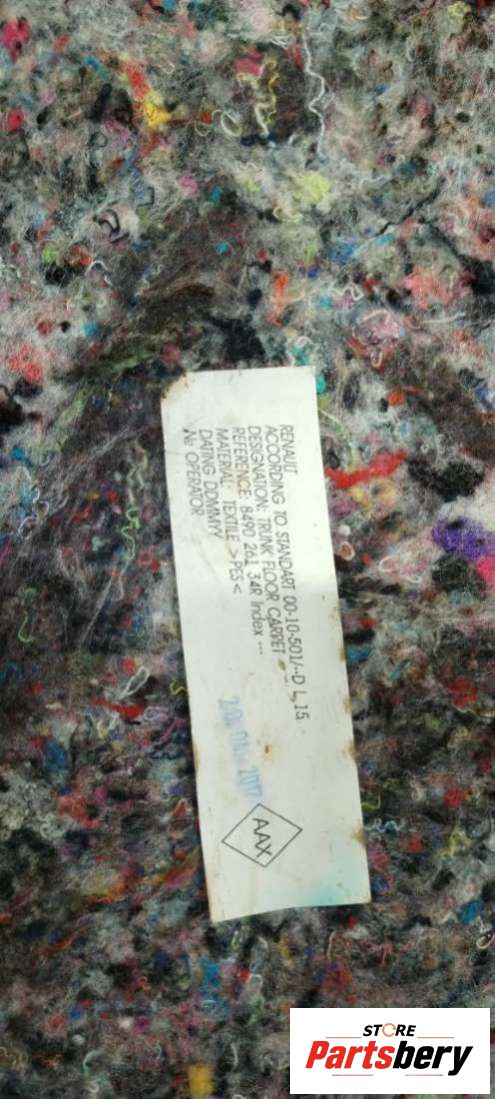 RENAULT
ACCORDING TO STANDART 00-10-501/--D L,15
DESIGNATION: TRUNK FLOOR CARPET
REFERENCE: 8490 261 34R Index ---
MATERIAL: TEXTILE >PES<
DATING DDMMYY
№ OPERATOR
2017
AAX
STORE
Partsbery